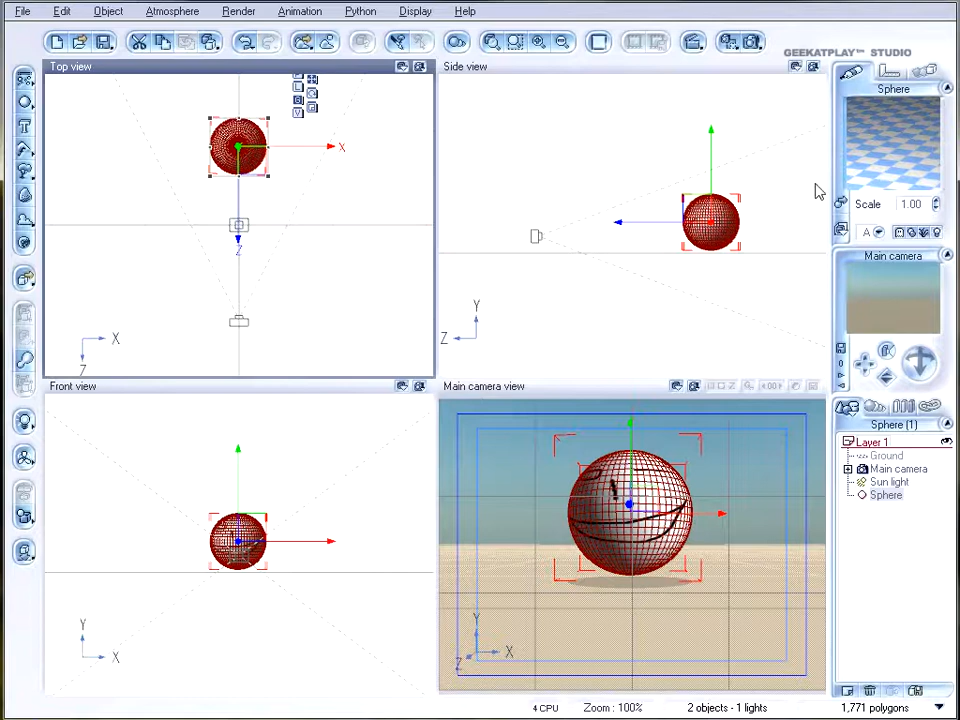 File Edit Object Atmosphere Render Animation Python Display Help
GEEKATPLAY™ STUDIO
Top view
Side view
Sphere
X
Z
Scale 1.00
A
Main camera
Y
X
Z
Z
0
Front view
Main camera view
Sphere (1)
Layer 1
Ground
Main camera
Sun light
Sphere
Y
X
Y
X
Z
4 CPU Zoom : 100% 2 objects - 1 lights 1,771 polygons